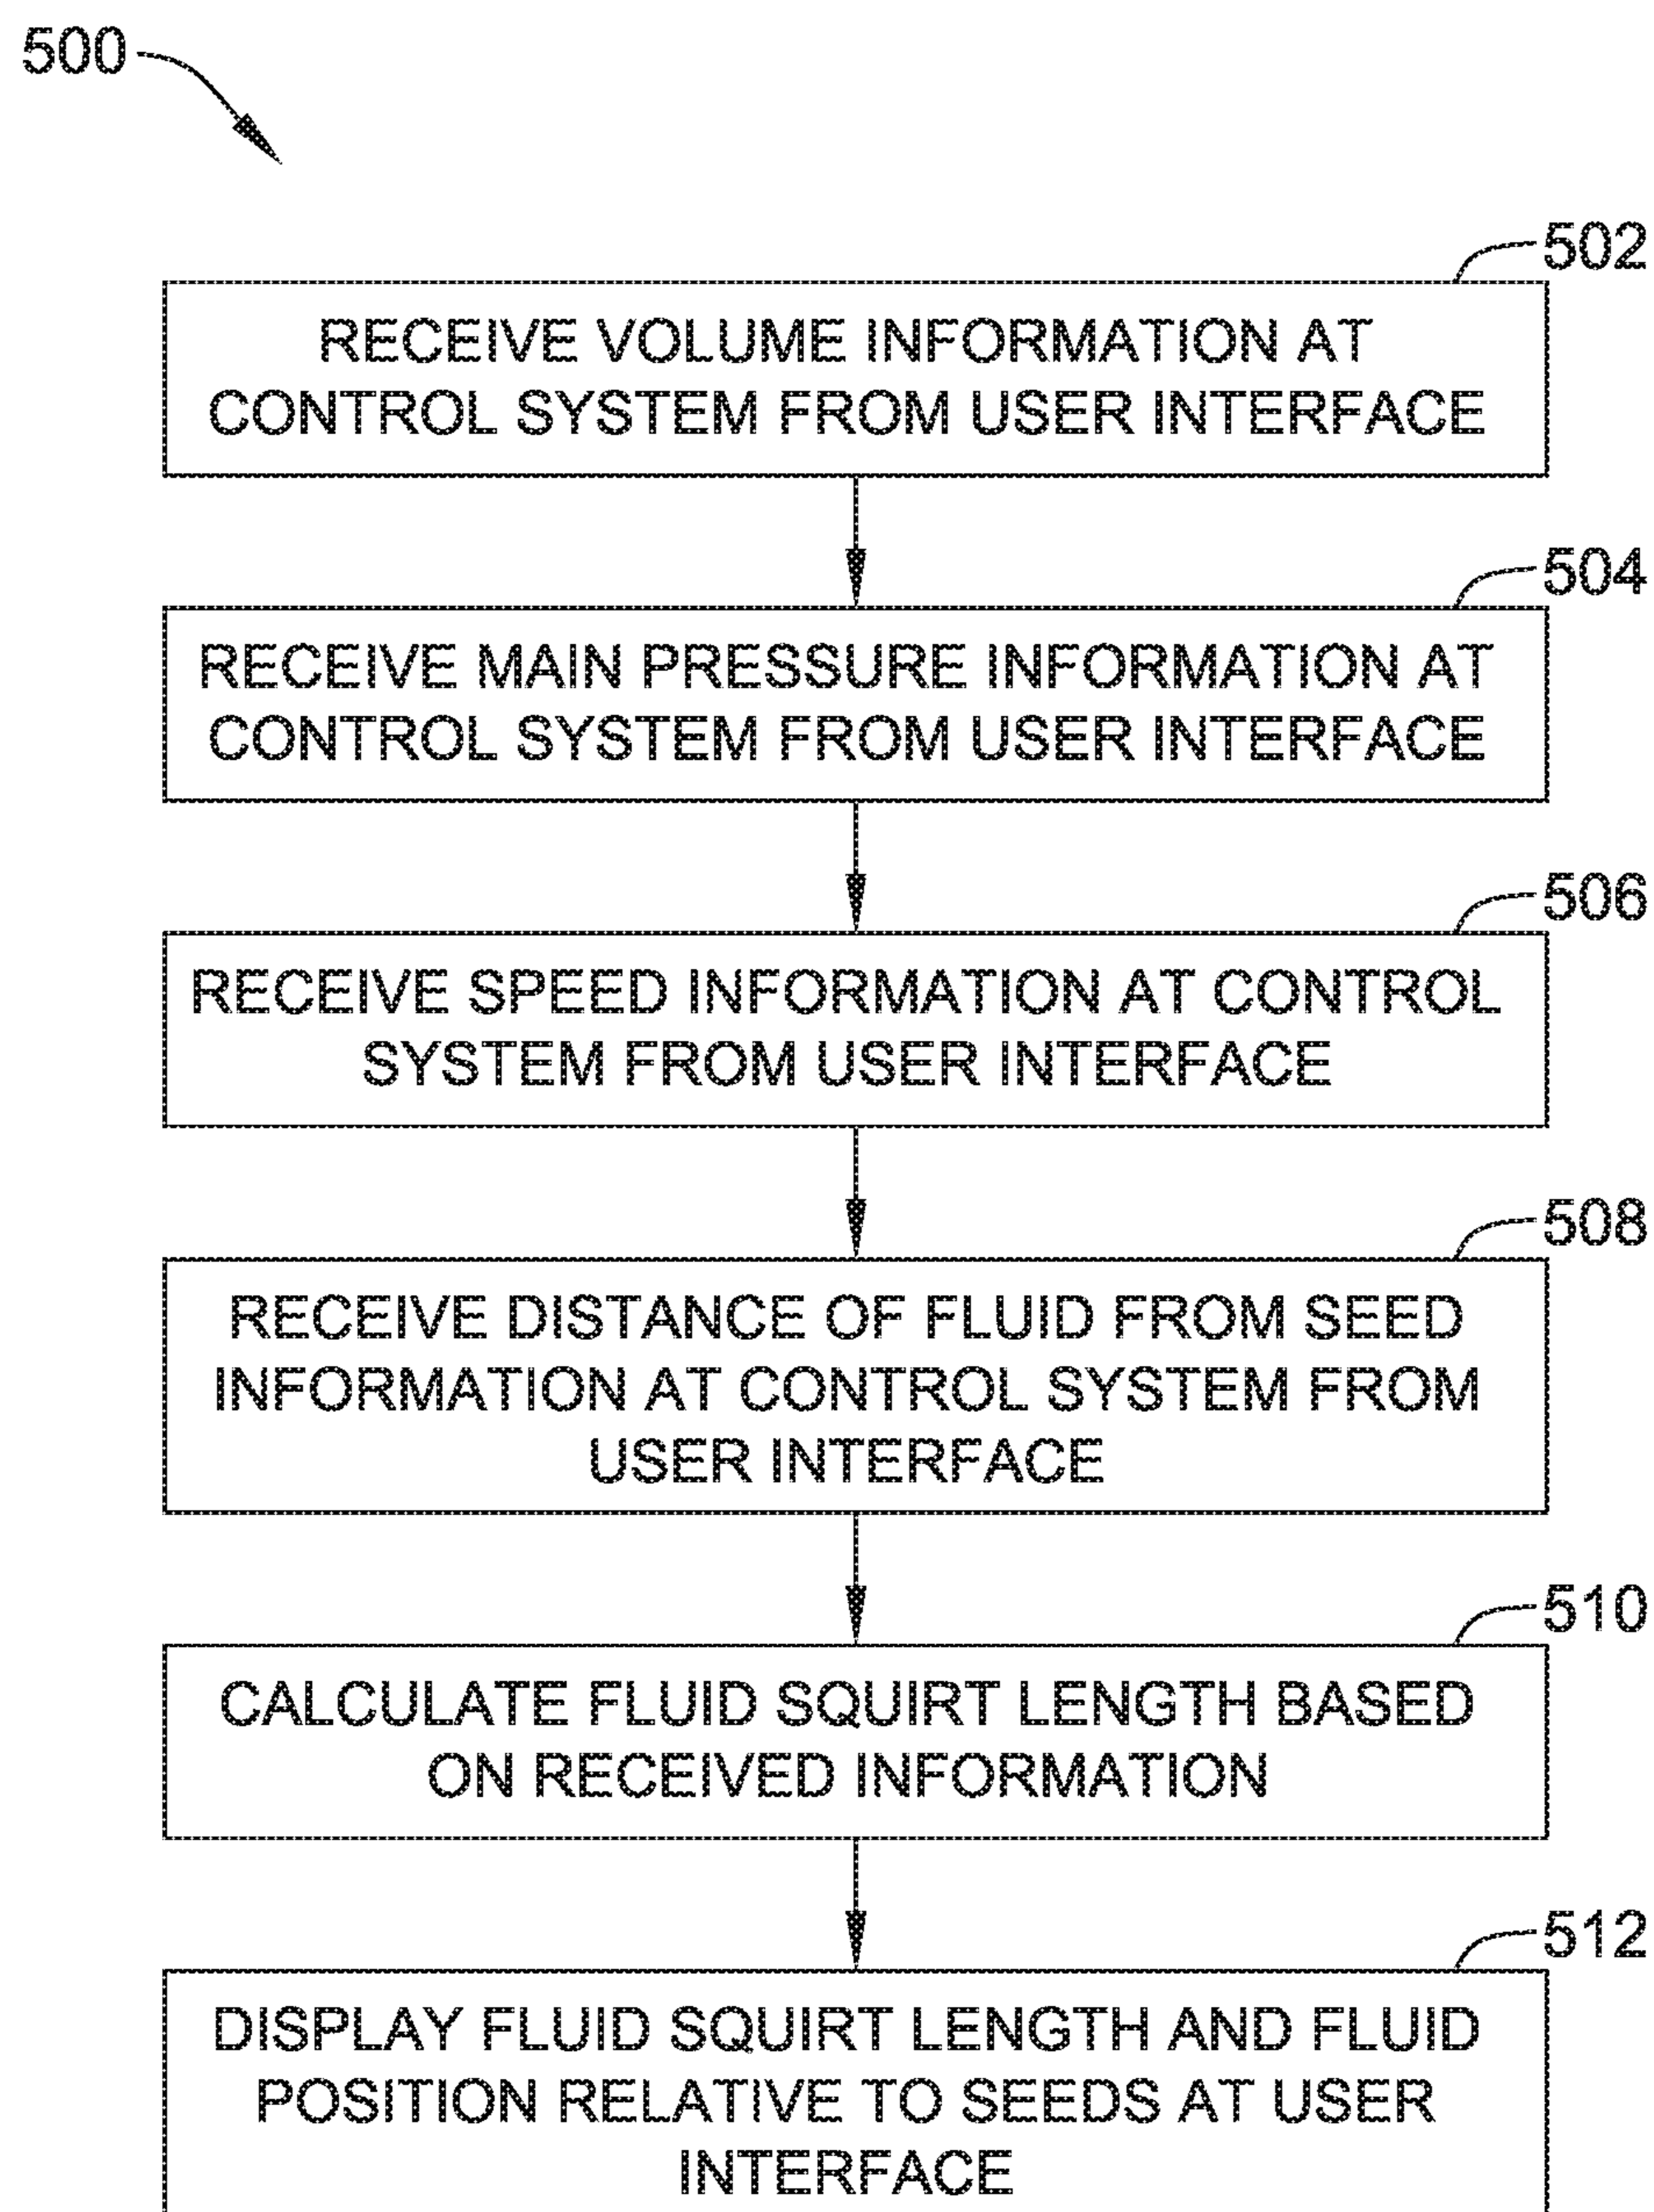 500
502
RECEIVE VOLUME INFORMATION AT
CONTROL SYSTEM FROM USER INTERFACE
504
RECEIVE MAIN PRESSURE INFORMATION AT
CONTROL SYSTEM FROM USER INTERFACE
506
RECEIVE SPEED INFORMATION AT CONTROL
SYSTEM FROM USER INTERFACE
508
RECEIVE DISTANCE OF FLUID FROM SEED
INFORMATION AT CONTROL SYSTEM FROM
USER INTERFACE
510
CALCULATE FLUID SQUIRT LENGTH BASED
ON RECEIVED INFORMATION
512
DISPLAY FLUID SQUIRT LENGTH AND FLUID
POSITION RELATIVE TO SEEDS AT USER
INTERFACE